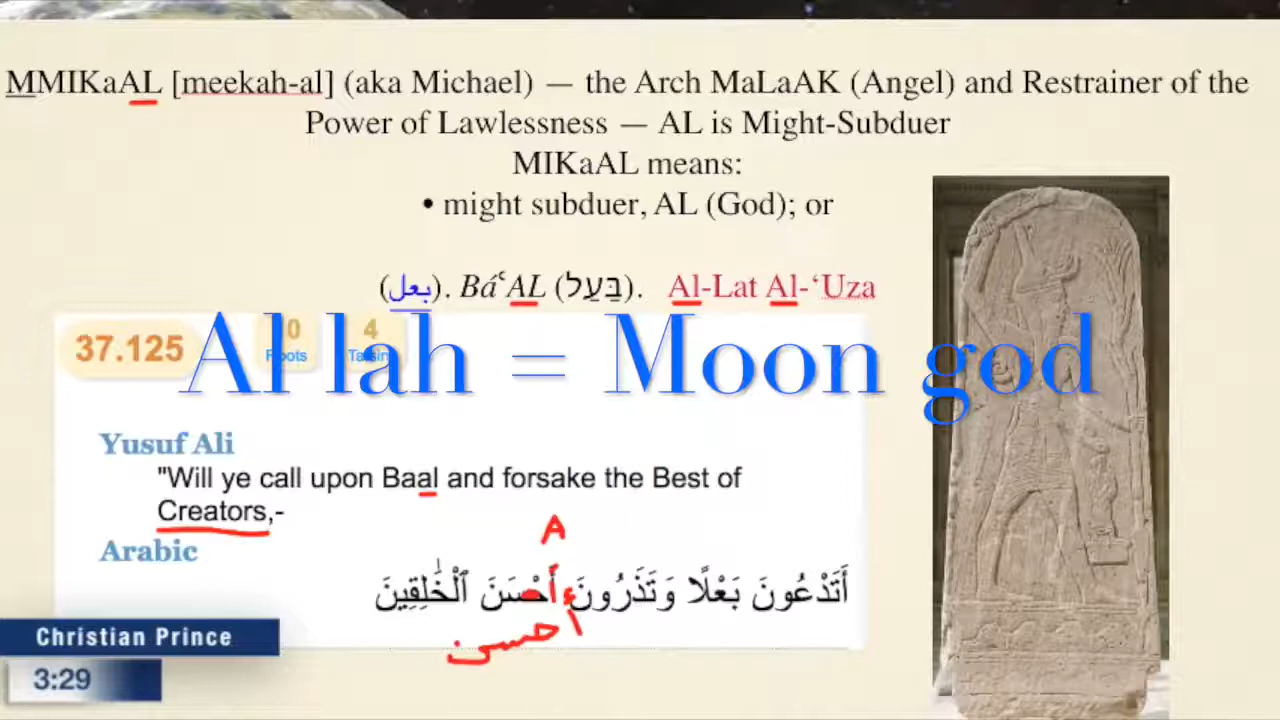 MMIKaAL [meekah-al] (aka Michael) — the Arch MaLaAK (Angel) and Restrainer of the
Power of Lawlessness — AL is Might-Subduer
MIKaAL means:
• might subduer, AL (God); or
(بعل). BáʿAL (בַּעַל). Al-Lat Al-‘Uza
37.125
4
Al lah = Moon god
Yusuf Ali
"Will ye call upon Baal and forsake the Best of
Creators,-
A
Arabic
أَتَدْعُونَ بَعْلًا وَتَذَرُونَ أَحْسَنَ ٱلْخَٰلِقِينَ
أحسن
Christian Prince
3:29